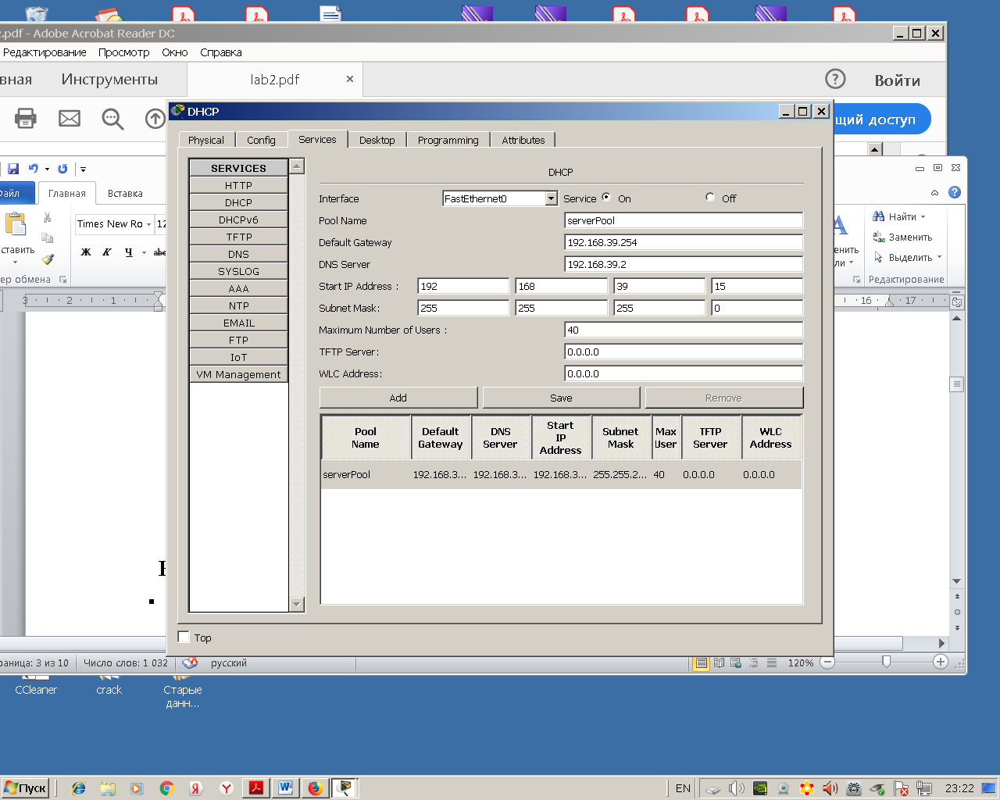 .pdf - Adobe Acrobat Reader DC
Редактирование Просмотр Окно Справка
вная Инструменты lab2.pdf Войти
щий доступ
DHCP
Physical Config Services Desktop Programming Attributes
SERVICES
HTTP
DHCP
DHCPv6
TFTP
DNS
SYSLOG
AAA
NTP
EMAIL
FTP
IoT
VM Management
DHCP
Interface FastEthernet0 Service On Off
Pool Name serverPool
Default Gateway 192.168.39.254
DNS Server 192.168.39.2
Start IP Address : 192 168 39 15
Subnet Mask: 255 255 255 0
Maximum Number of Users : 40
TFTP Server: 0.0.0.0
WLC Address: 0.0.0.0
Add Save Remove
Pool Name Default Gateway DNS Server Start IP Address Subnet Mask Max User TFTP Server WLC Address
serverPool 192.168.3... 192.168.3... 192.168.3... 255.255.2... 40 0.0.0.0 0.0.0.0
Top
айл Главная Вставка
Times New Ro 12
ставить
Ж К Ч abc
ер обмена
3 2 1
Найти
Заменить
Выделить
Редактирование
енить
ли
16 17
раница: 3 из 10 Число слов: 1 032 русский 120%
CCleaner crack Старые
данн...
Пуск EN 23:22